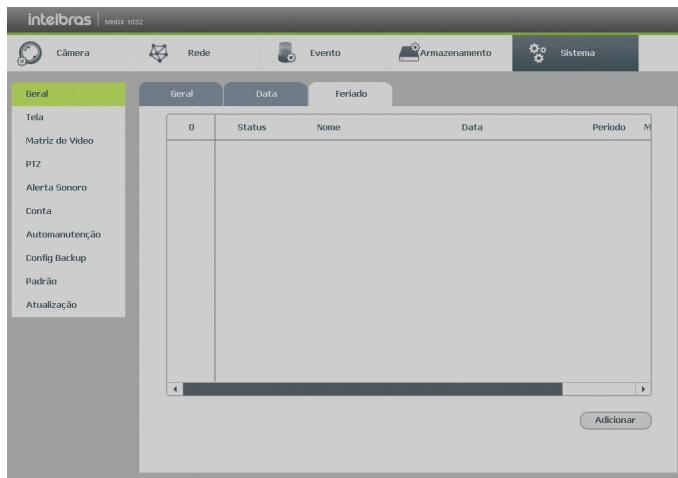 intelbras | MHDX 1032
Câmera Rede Evento Armazenamento Sistema
Geral
Tela
Matriz de Video
PTZ
Alerta Sonoro
Conta
Automanutenção
Config Backup
Padrão
Atualização
Geral Data Feriado
0 Status Nome Data Periodo M
Adicionar